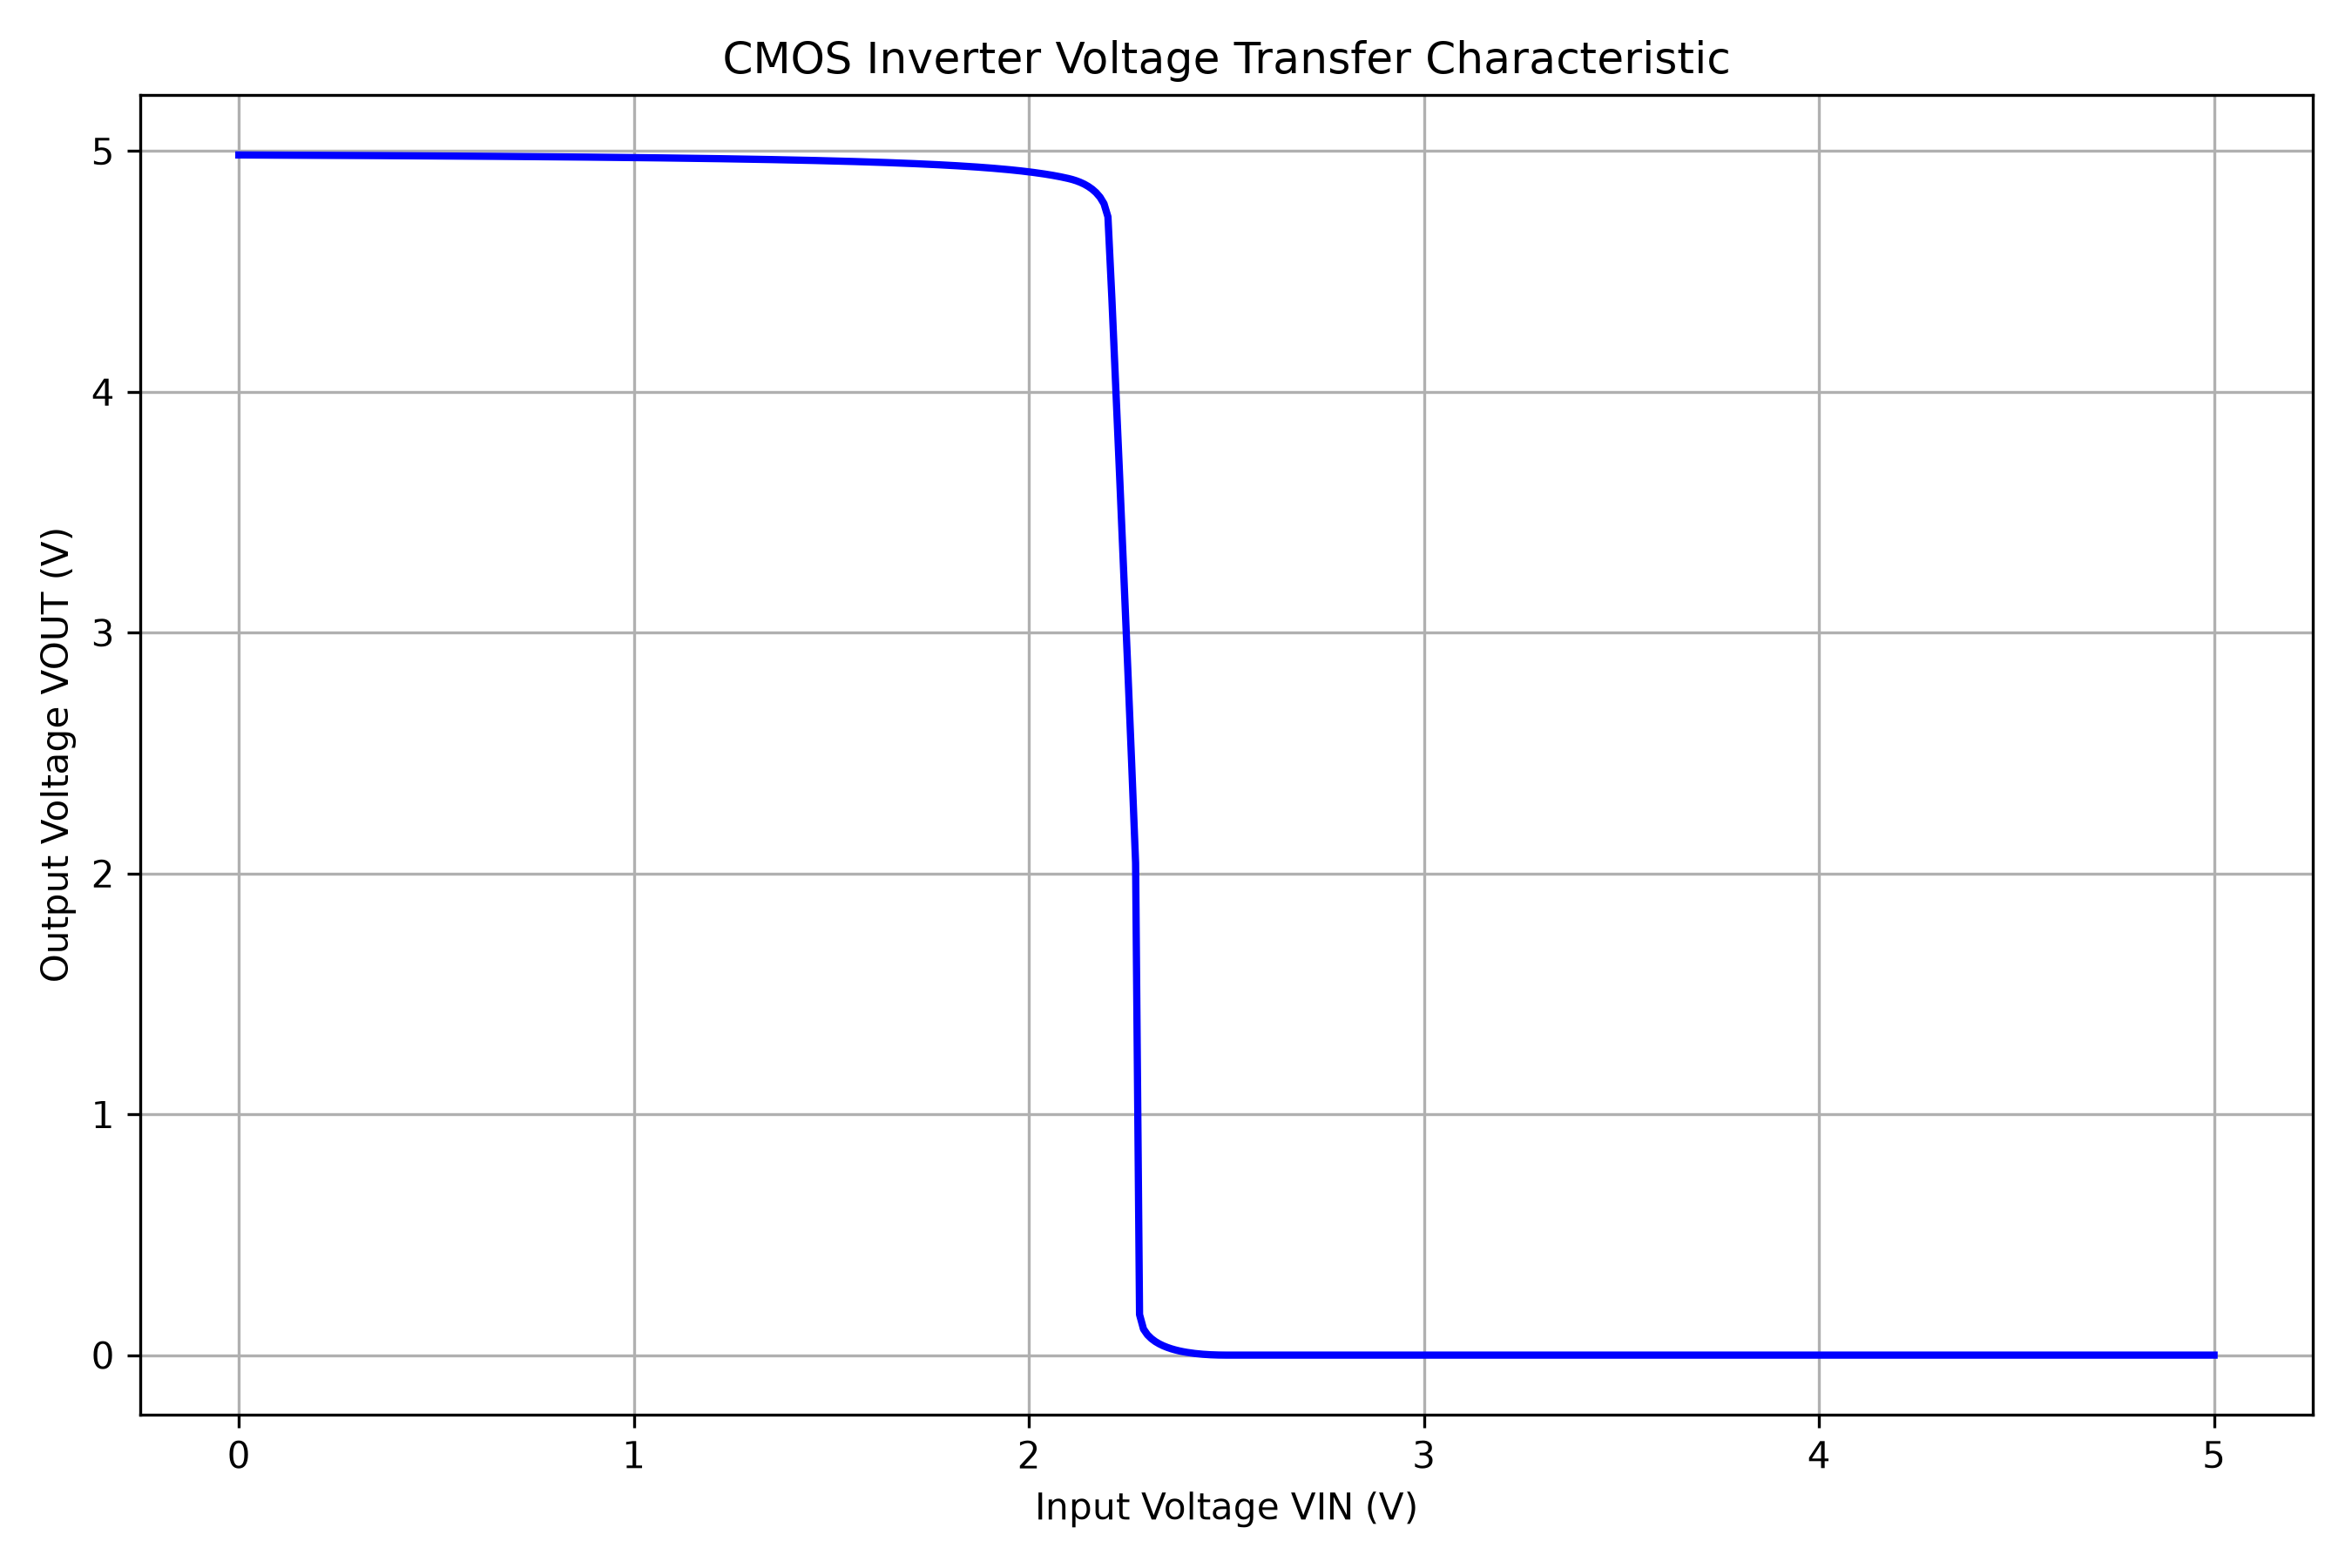 CMOS Inverter Voltage Transfer Characteristic
Output Voltage VOUT (V)
5
4
3
2
1
0
0 1 2 3 4 5
Input Voltage VIN (V)